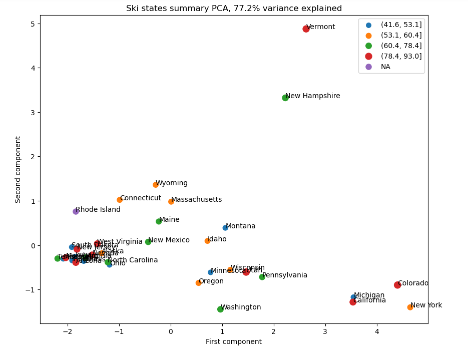 Ski states summary PCA, 77.2% variance explained
(41.6, 53.1]
(53.1, 60.4]
(60.4, 78.4]
(78.4, 93.0]
NA
Vermont
New Hampshire
Wyoming
Connecticut
Massachusetts
Rhode Island
Maine
Montana
New Mexico
Idaho
West Virginia
North Carolina
Ohio
Minnesota
Wisconsin
Utah
Pennsylvania
Oregon
Washington
Colorado
Michigan
California
New York
Second component
5
4
3
2
1
0
−1
−2
−1
0
1
2
3
4
First component